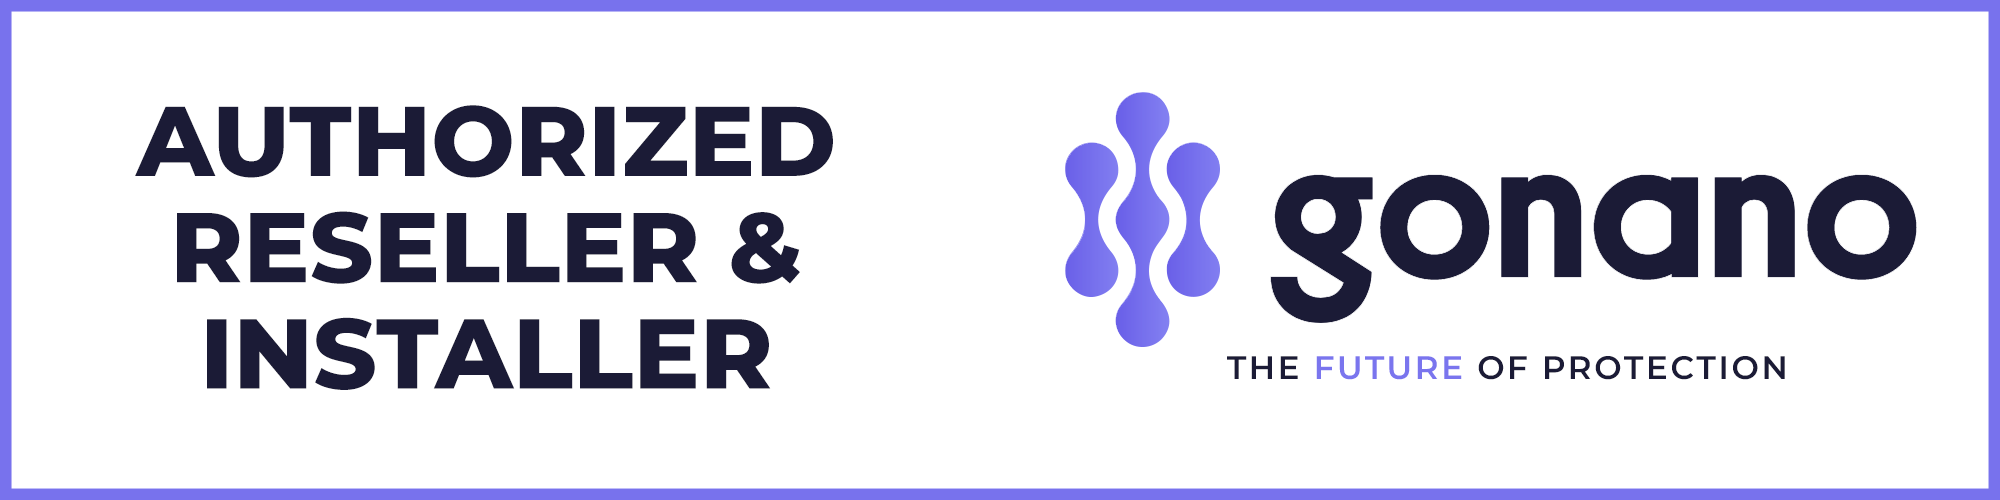 AUTHORIZED
RESELLER &
INSTALLER
gonano
THE FUTURE OF PROTECTION